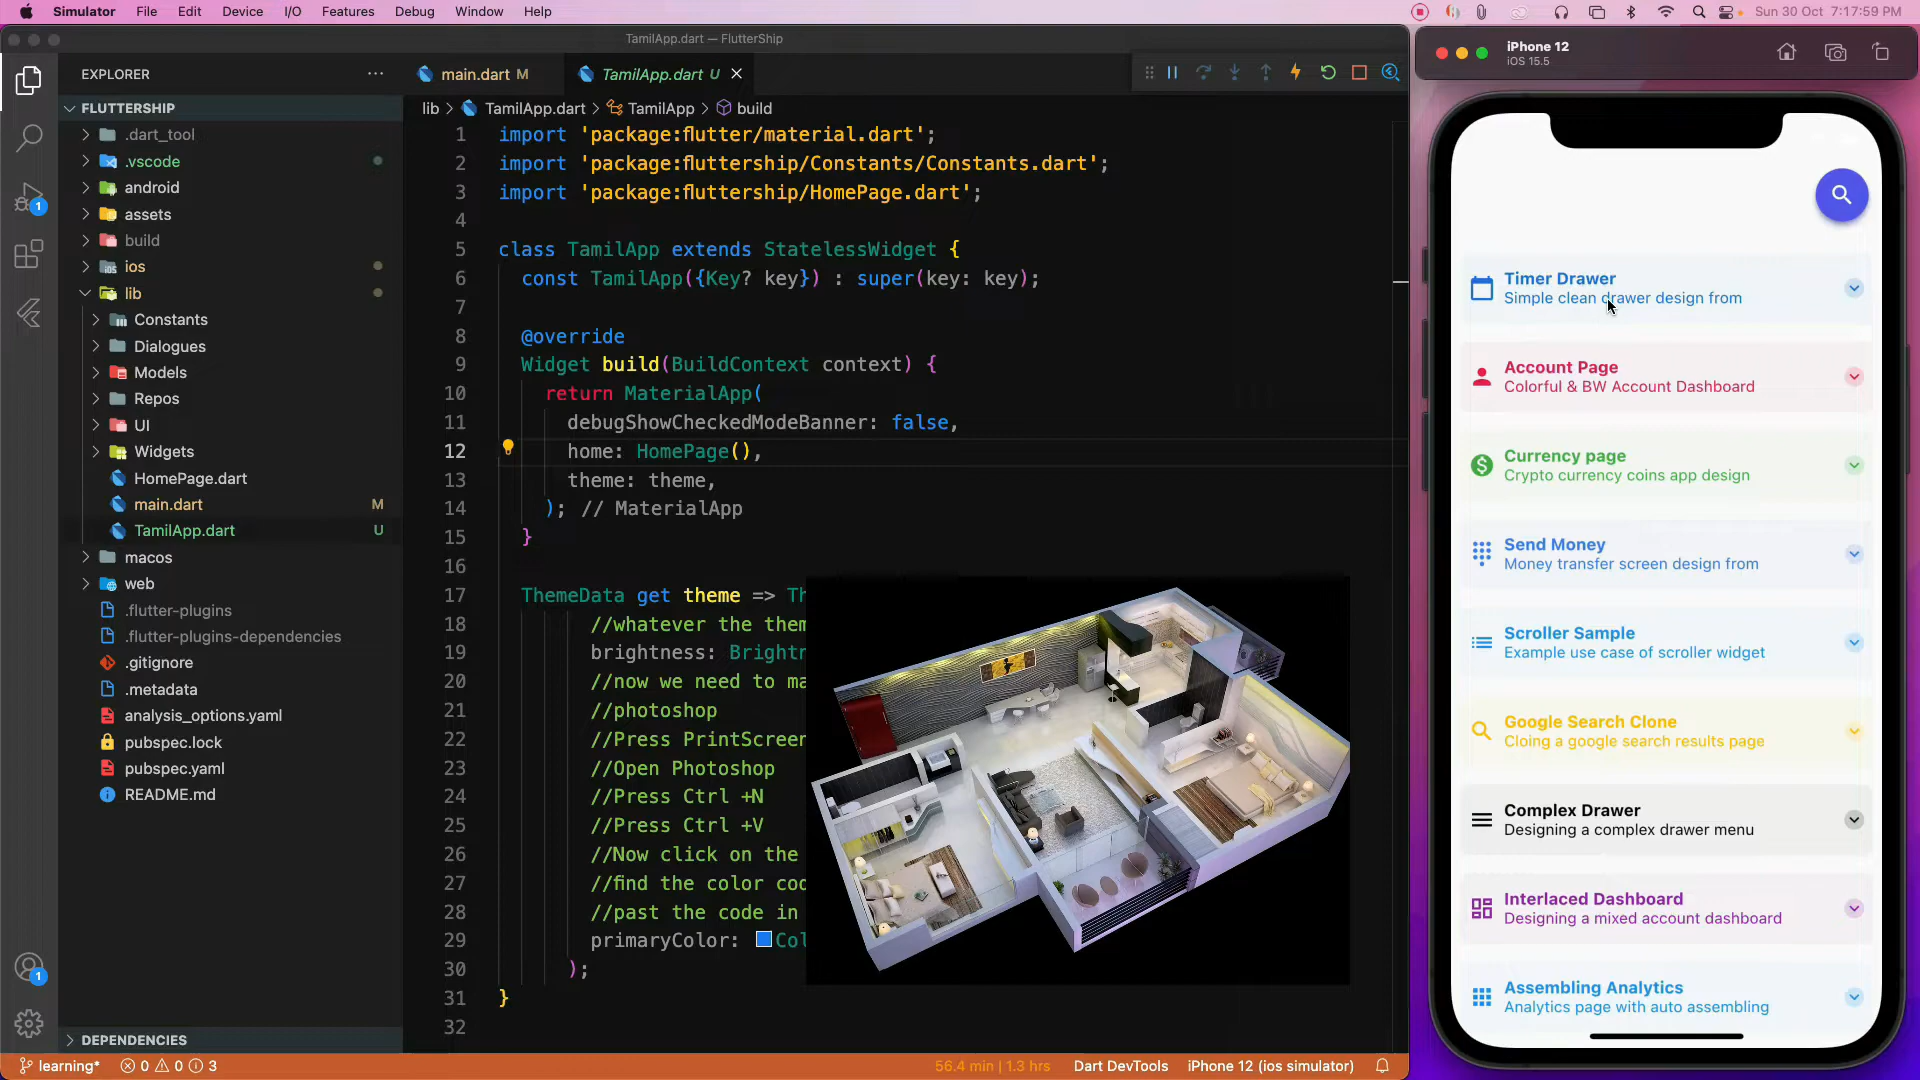 Simulator File Edit Device I/O Features Debug Window Help
Sun 30 Oct 7:17:59 PM
TamilApp.dart — FlutterShip
EXPLORER
main.dart M
TamilApp.dart U
FLUTTERSHIP
lib > TamilApp.dart > TamilApp > build
.dart_tool
.vscode
android
assets
build
ios
lib
Constants
Dialogues
Models
Repos
UI
Widgets
HomePage.dart
main.dart M
TamilApp.dart U
macos
web
.flutter-plugins
.flutter-plugins-dependencies
.gitignore
.metadata
analysis_options.yaml
pubspec.lock
pubspec.yaml
README.md
DEPENDENCIES
1
1
1 import 'package:flutter/material.dart';
2 import 'package:fluttership/Constants/Constants.dart';
3 import 'package:fluttership/HomePage.dart';
4
5 class TamilApp extends StatelessWidget {
6 const TamilApp({Key? key}) : super(key: key);
7
8 @override
9 Widget build(BuildContext context) {
10 return MaterialApp(
11 debugShowCheckedModeBanner: false,
12 home: HomePage(),
13 theme: theme,
14 ); // MaterialApp
15 }
16
17 ThemeData get theme => Th
18 //whatever the them
19 brightness: Brightn
20 //now we need to ma
21 //photoshop
22 //Press PrintScreen
23 //Open Photoshop
24 //Press Ctrl +N
25 //Press Ctrl +V
26 //Now click on the
27 //find the color cod
28 //past the code in
29 primaryColor: Col
30 );
31 }
32
learning* 0 0 3
56.4 min | 1.3 hrs Dart DevTools iPhone 12 (ios simulator)
iPhone 12
iOS 15.5
Timer Drawer
Simple clean drawer design from
Account Page
Colorful & BW Account Dashboard
Currency page
Crypto currency coins app design
Send Money
Money transfer screen design from
Scroller Sample
Example use case of scroller widget
Google Search Clone
Cloing a google search results page
Complex Drawer
Designing a complex drawer menu
Interlaced Dashboard
Designing a mixed account dashboard
Assembling Analytics
Analytics page with auto assembling